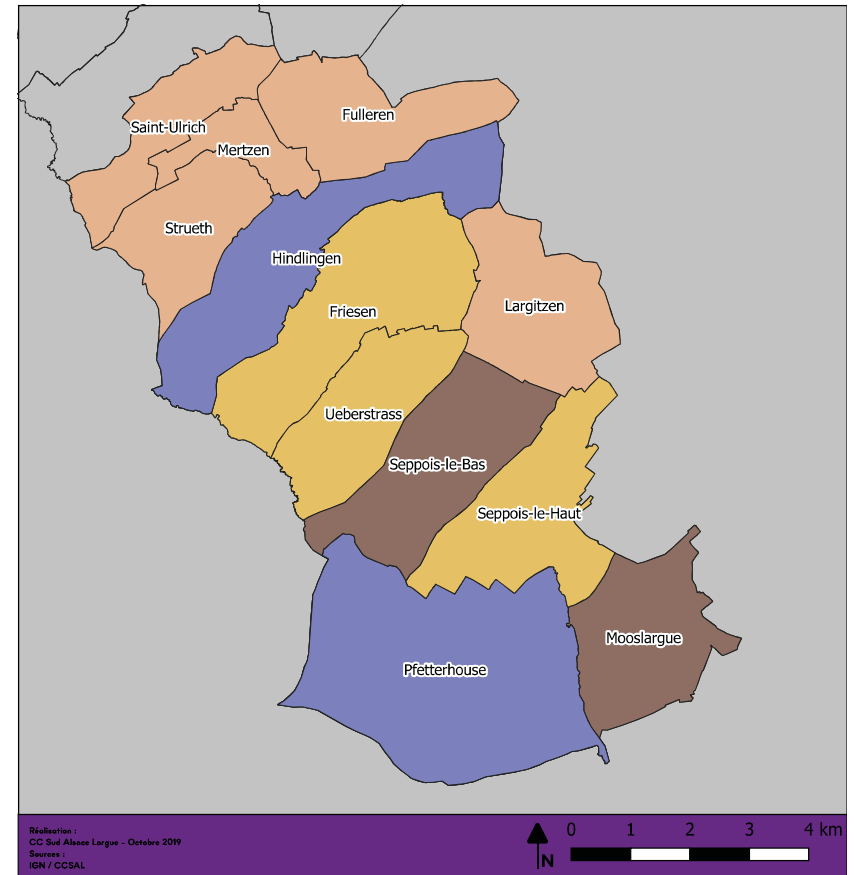 Fulleren
Saint-Ulrich
Mertzen
Strueth
Hindlingen
Largitzen
Friesen
Ueberstrass
Seppois-le-Bas
Seppois-le-Haut
Mooslargue
Pfetterhouse
Réalisation :
CC Sud Alsace Largue - Octobre 2019
Sources :
IGN / CCSAL
N
0 1 2 3 4 km